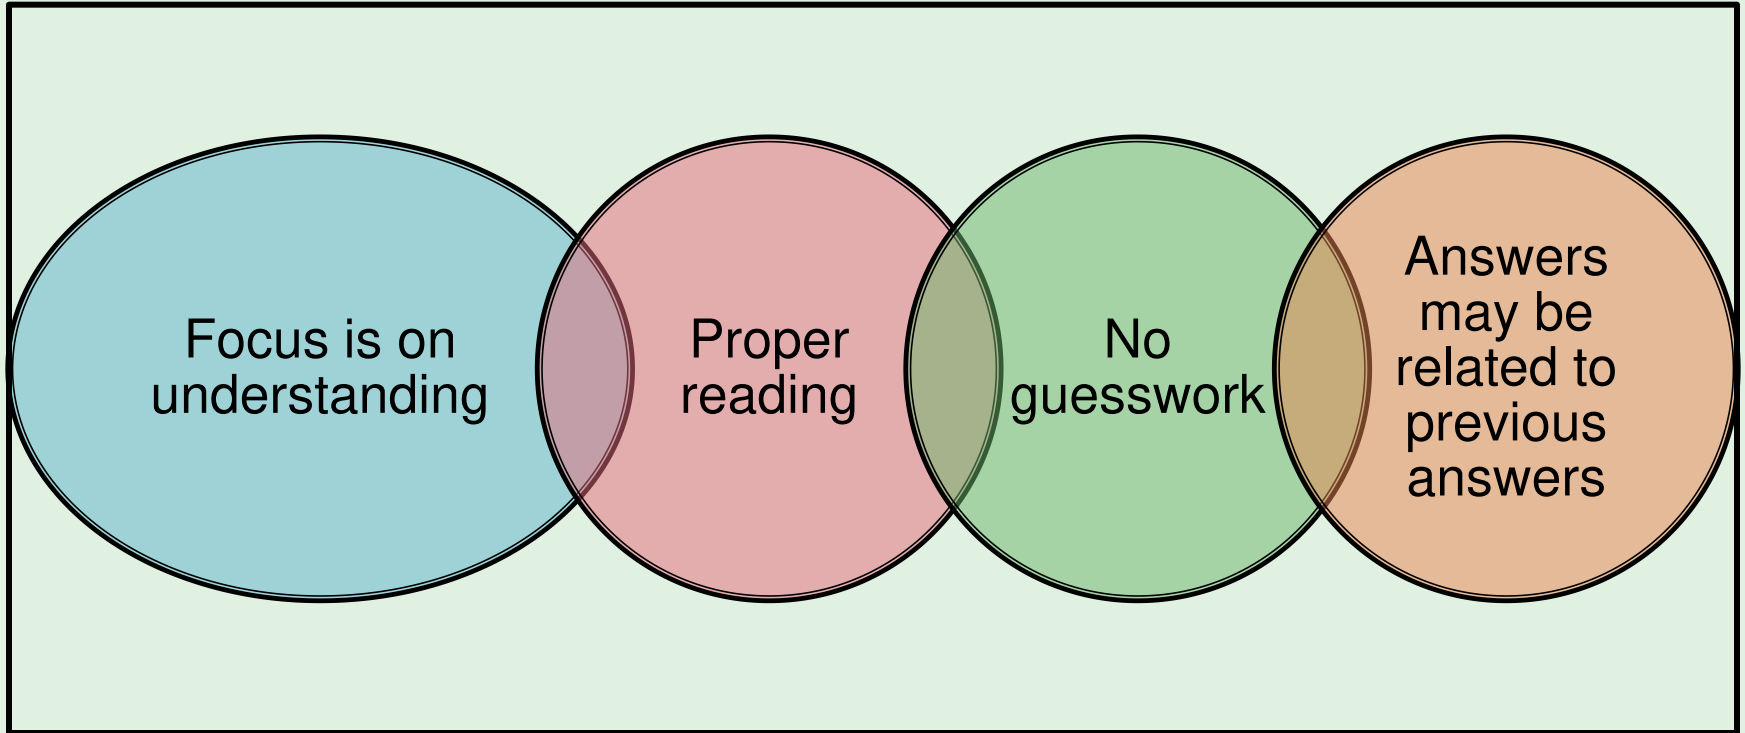 Focus is on
understanding
Proper
reading
No
guesswork
Answers
may be
related to
previous
answers